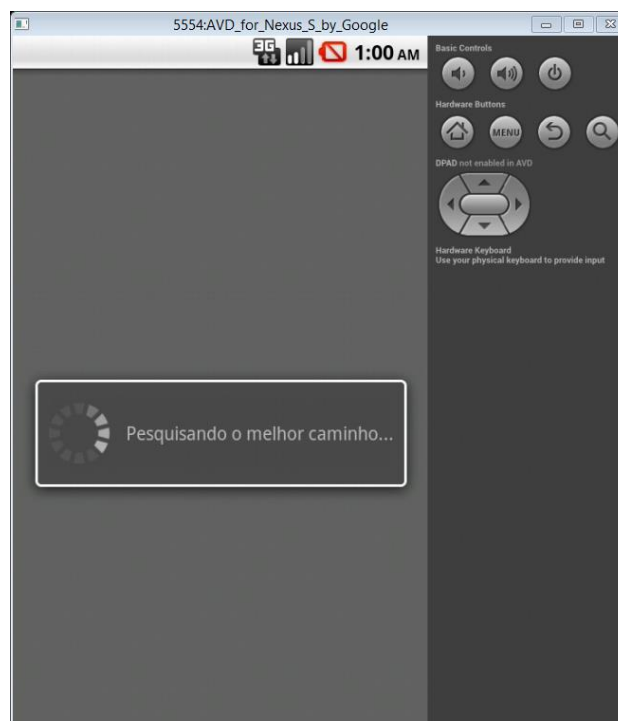 5554:AVD_for_Nexus_S_by_Google
3G 1:00 AM
Basic Controls
Hardware Buttons
MENU
DPAD not enabled in AVD
Hardware Keyboard
Use your physical keyboard to provide input
Pesquisando o melhor caminho...